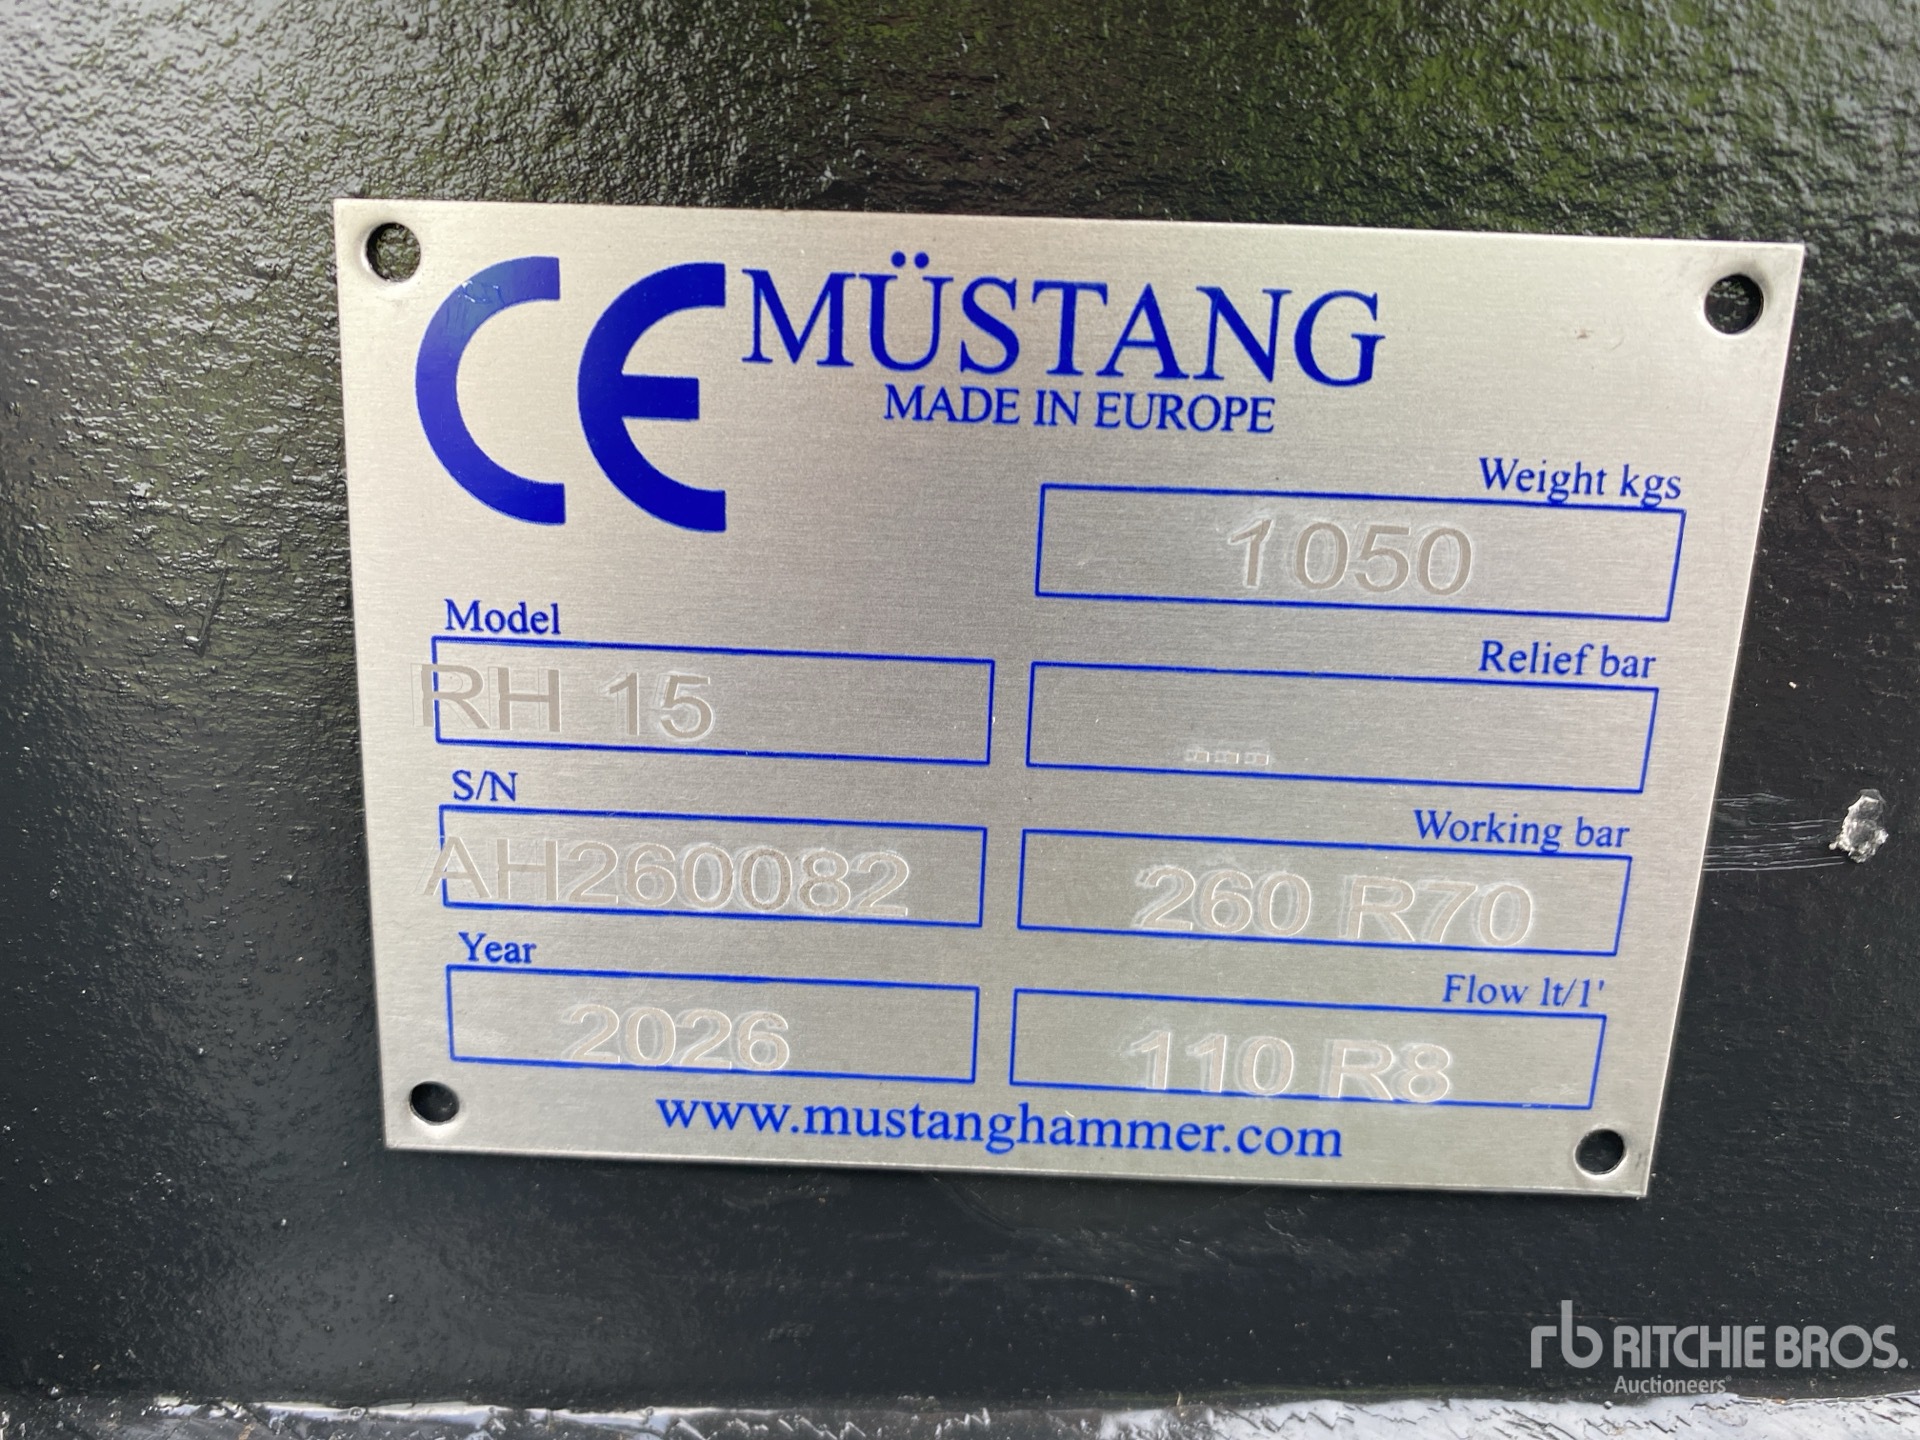 CE MÜSTANG
MADE IN EUROPE
Weight kgs
1050
Model
RH 15
Relief bar
---
S/N
AH260082
Working bar
260 R70
Year
2026
Flow lt/1'
110 R8
www.mustanghammer.com
rb RITCHIE BROS.
Auctioneers